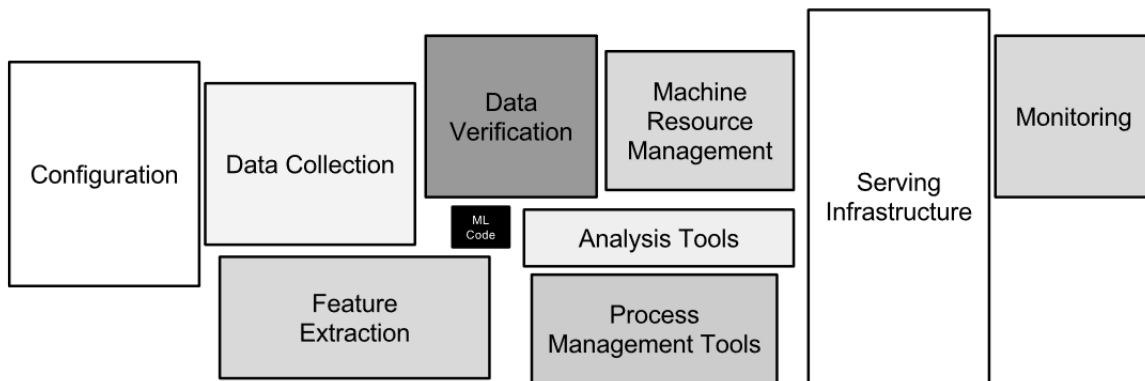 Configuration
Data Collection
Feature
Extraction
Data
Verification
ML
Code
Machine
Resource
Management
Analysis Tools
Process
Management Tools
Serving
Infrastructure
Monitoring